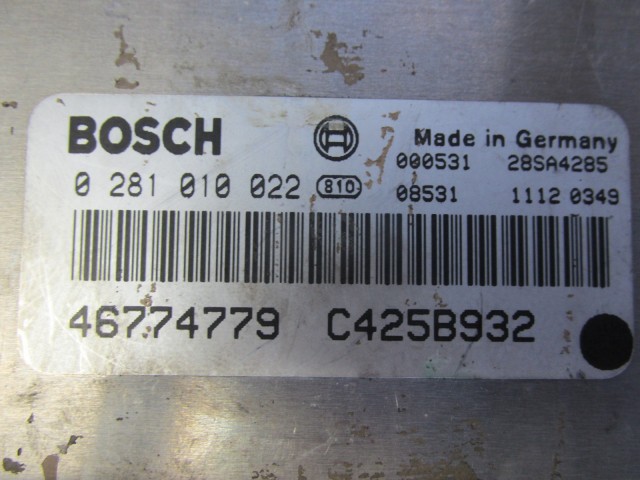 BOSCH Made in Germany
000531 28SA4285
0 281 010 022 810 08531 1112 0349
46774779 C425B932